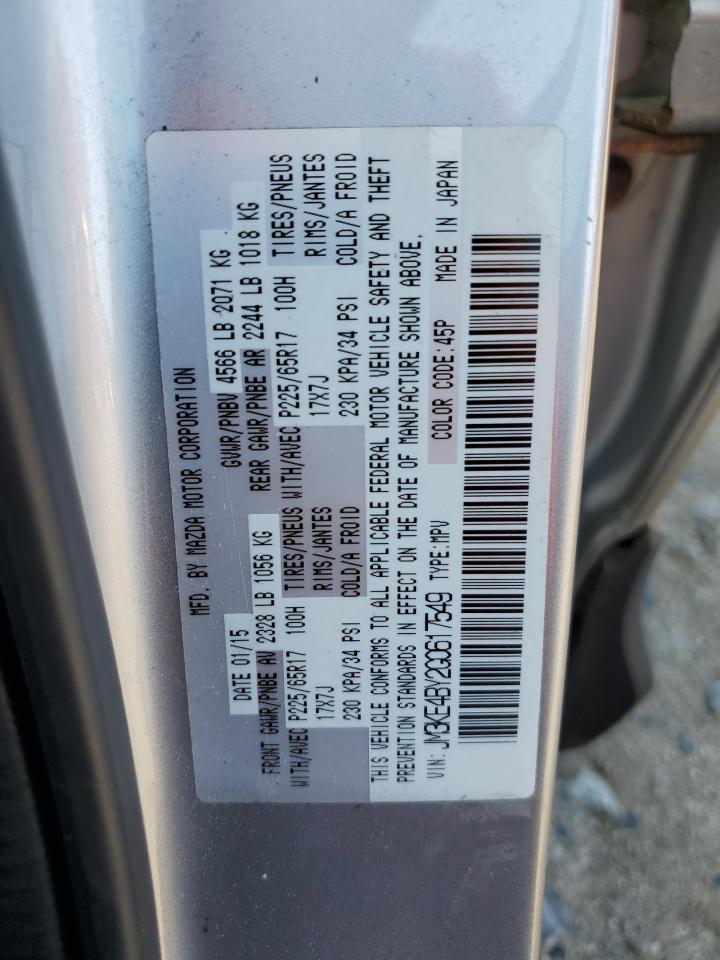 MFD. BY MAZDA MOTOR CORPORATION
DATE 01/15 GVWR/PNBV 4566 LB 2071 KG
FRONT GAWR/PNBE AV 2328 LB 1056 KG REAR GAWR/PNBE AR 2244 LB 1018 KG
WITH/AVEC P225/65R17 100H TIRES/PNEUS WITH/AVEC P225/65R17 100H TIRES/PNEUS
17X7J RIMS/JANTES 17X7J RIMS/JANTES
230 KPA/34 PSI COLD/A FROID 230 KPA/34 PSI COLD/A FROID
THIS VEHICLE CONFORMS TO ALL APPLICABLE FEDERAL MOTOR VEHICLE SAFETY AND THEFT
PREVENTION STANDARDS IN EFFECT ON THE DATE OF MANUFACTURE SHOWN ABOVE.
VIN: JM3KE4BY2G0617549 TYPE:MPV COLOR CODE:45P MADE IN JAPAN